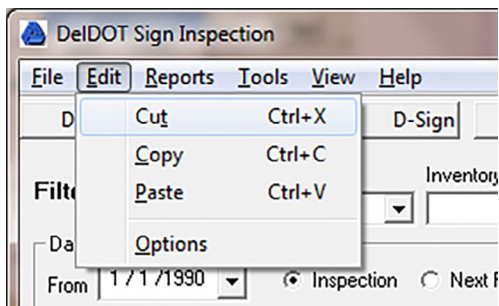 DelDOT Sign Inspection
File Edit Reports Tools View Help
D D-Sign
Cut Ctrl+X
Copy Ctrl+C
Paste Ctrl+V
Options
Inventory
Filte
Da
From 1/1/1990 Inspection Next